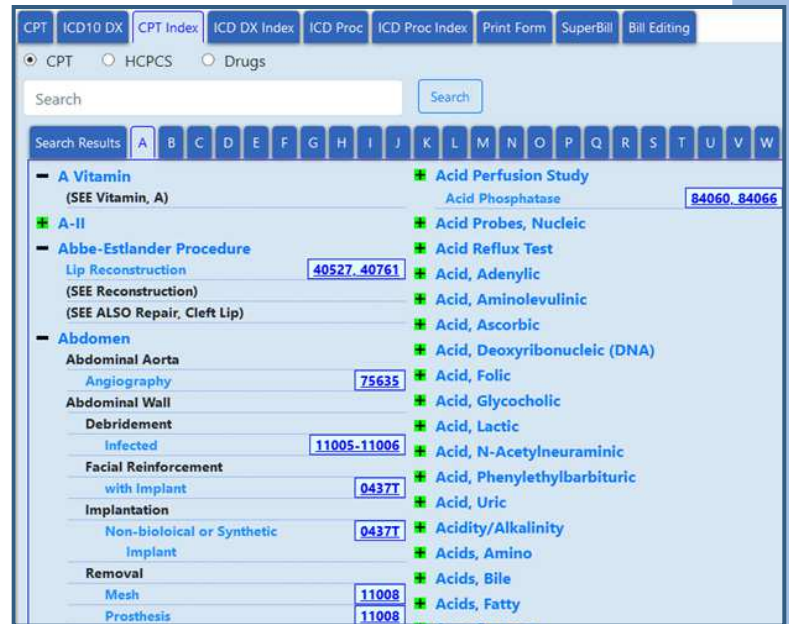 CPT ICD10 DX CPT Index ICD DX Index ICD Proc ICD Proc Index Print Form SuperBill Bill Editing
CPT HCPCS Drugs
Search Search
Search Results A B C D E F G H I J K L M N O P Q R S T U V W
A Vitamin
(SEE Vitamin, A)
A-II
Abbe-Estlander Procedure
Lip Reconstruction 40527, 40761
(SEE Reconstruction)
(SEE ALSO Repair, Cleft Lip)
Abdomen
Abdominal Aorta
Angiography 75635
Abdominal Wall
Debridement
Infected 11005-11006
Facial Reinforcement
with Implant 0437T
Implantation
Non-bioloical or Synthetic 0437T
Implant
Removal
Mesh 11008
Prosthesis 11008
Acid Perfusion Study
Acid Phosphatase 84060, 84066
Acid Probes, Nucleic
Acid Reflux Test
Acid, Adenylic
Acid, Aminolevulinic
Acid, Ascorbic
Acid, Deoxyribonucleic (DNA)
Acid, Folic
Acid, Glycocholic
Acid, Lactic
Acid, N-Acetylneuraminic
Acid, Phenylethylbarbituric
Acid, Uric
Acidity/Alkalinity
Acids, Amino
Acids, Bile
Acids, Fatty